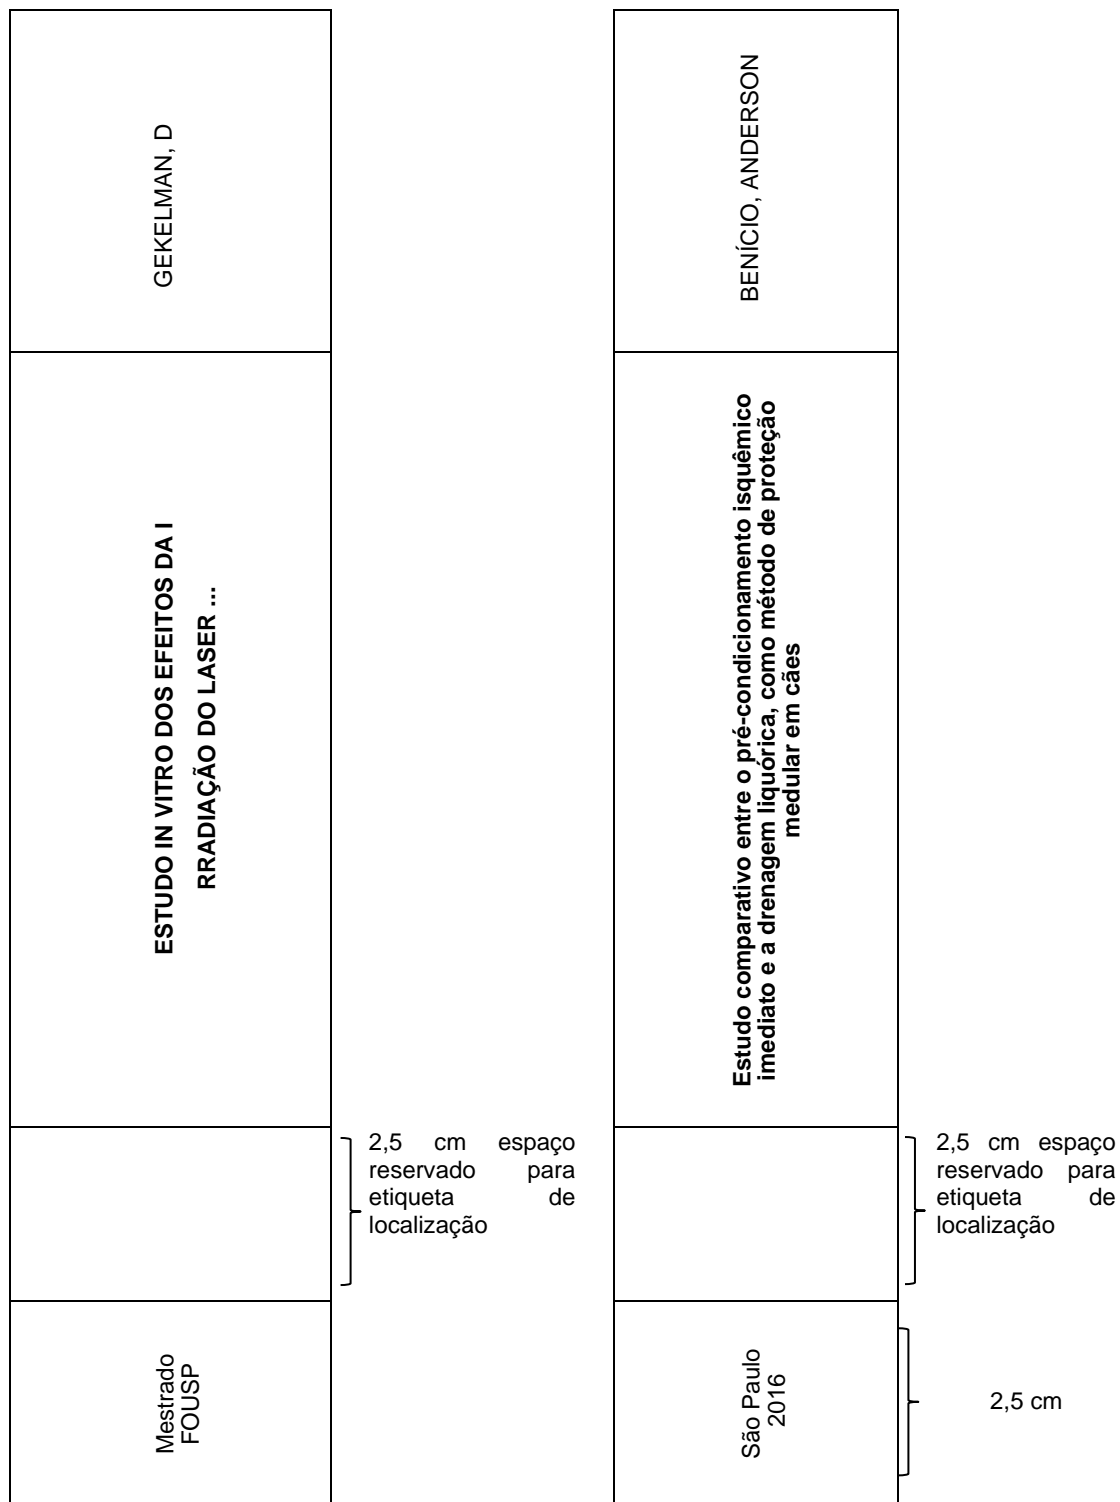 GEKELMAN, D
ESTUDO IN VITRO DOS EFEITOS DA I
RRADIAÇÃO DO LASER ...
2,5 cm espaço
reservado para
etiqueta de
localização
Mestrado
FOUSP
BENÍCIO, ANDERSON
Estudo comparativo entre o pré-condicionamento isquêmico
imediato e a drenagem liquórica, como método de proteção
medular em cães
2,5 cm espaço
reservado para
etiqueta de
localização
São Paulo
2016
2,5 cm